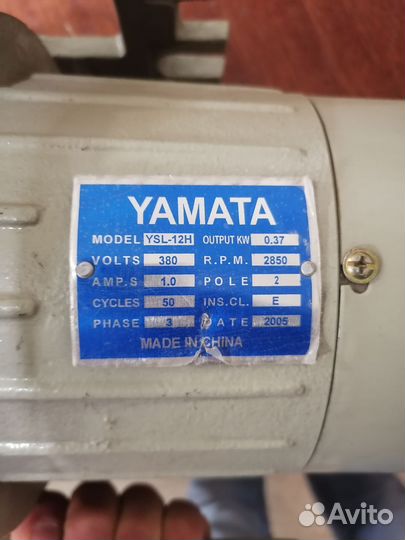 YAMATA
MODEL YSL-12H OUTPUT KW 0.37
VOLTS 380 R.P.M. 2850
AMP.S 1.0 POLE 2
CYCLES 50 INS.CL. E
PHASE 3 DATE 2005
MADE IN CHINA
Avito